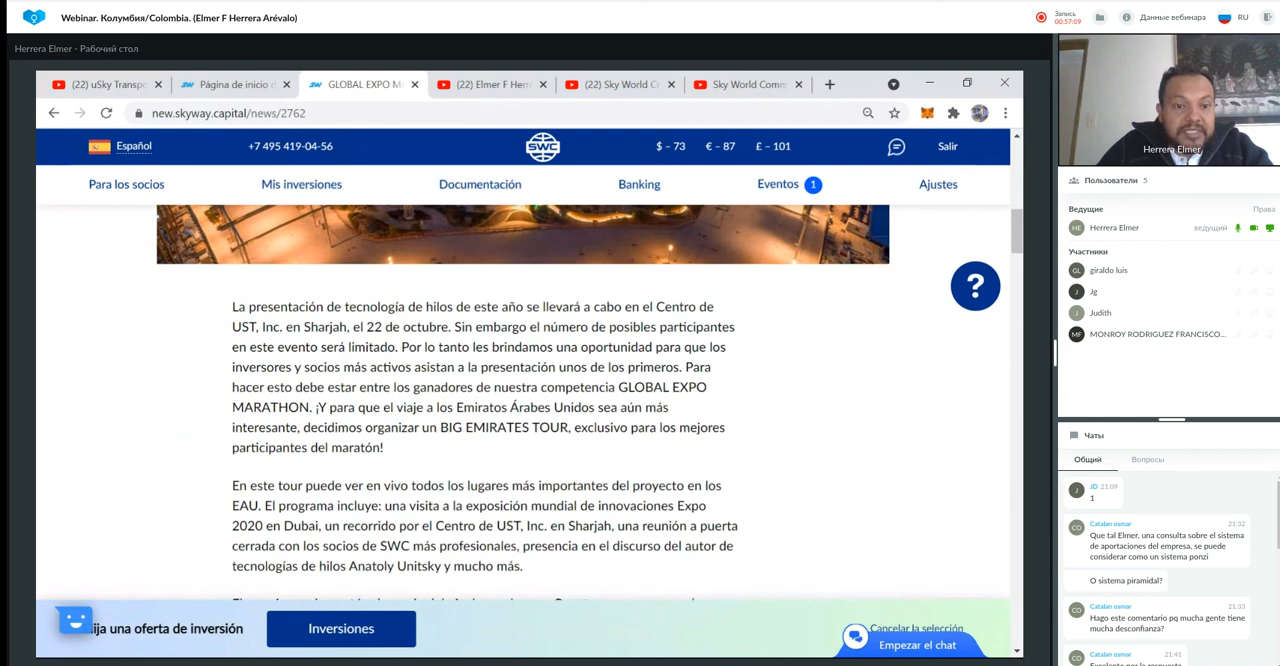 Webinar. Колумбия/Colombia. (Elmer F Herrera Arévalo)
Запись
00:57:09
Данные вебинара
RU
Herrera Elmer - Рабочий стол
(22) uSky Transpo
Página de inicio d
GLOBAL EXPO M
(22) Elmer F Herr
(22) Sky World C
Sky World Comm
new.skyway.capital/news/2762
Español
+7 495 419-04-56
SWC
$ – 73
€ – 87
£ – 101
Salir
Para los socios
Mis inversiones
Documentación
Banking
Eventos 1
Ajustes
?
La presentación de tecnología de hilos de este año se llevará a cabo en el Centro de
UST, Inc. en Sharjah, el 22 de octubre. Sin embargo el número de posibles participantes
en este evento será limitado. Por lo tanto les brindamos una oportunidad para que los
inversores y socios más activos asistan a la presentación unos de los primeros. Para
hacer esto debe estar entre los ganadores de nuestra competencia GLOBAL EXPO
MARATHON. ¡Y para que el viaje a los Emiratos Árabes Unidos sea aún más
interesante, decidimos organizar un BIG EMIRATES TOUR, exclusivo para los mejores
participantes del maratón!
En este tour puede ver en vivo todos los lugares más importantes del proyecto en los
EAU. El programa incluye: una visita a la exposición mundial de innovaciones Expo
2020 en Dubai, un recorrido por el Centro de UST, Inc. en Sharjah, una reunión a puerta
cerrada con los socios de SWC más profesionales, presencia en el discurso del autor de
tecnologías de hilos Anatoly Unitsky y mucho más.
ija una oferta de inversión
Inversiones
Cancelar la selección
Empezar el chat
Herrera Elmer
Пользователи 5
Ведущие
Права
HE
Herrera Elmer
ведущий
Участники
GL
giraldo luis
J
Jg
J
Judith
MF
MONROY RODRIGUEZ FRANCISCO...
Чаты
Общий
Вопросы
J
JD 21:09
1
CO
Catalan osmar 21:32
Que tal Elmer, una consulta sobre el sistema
de aportaciones del empresa, se puede
considerar como un sistema ponzi
O sistema piramidal?
CO
Catalan osmar 21:33
Hago este comentario pq mucha gente tiene
mucha desconfianza?
CO
Catalan osmar 21:41